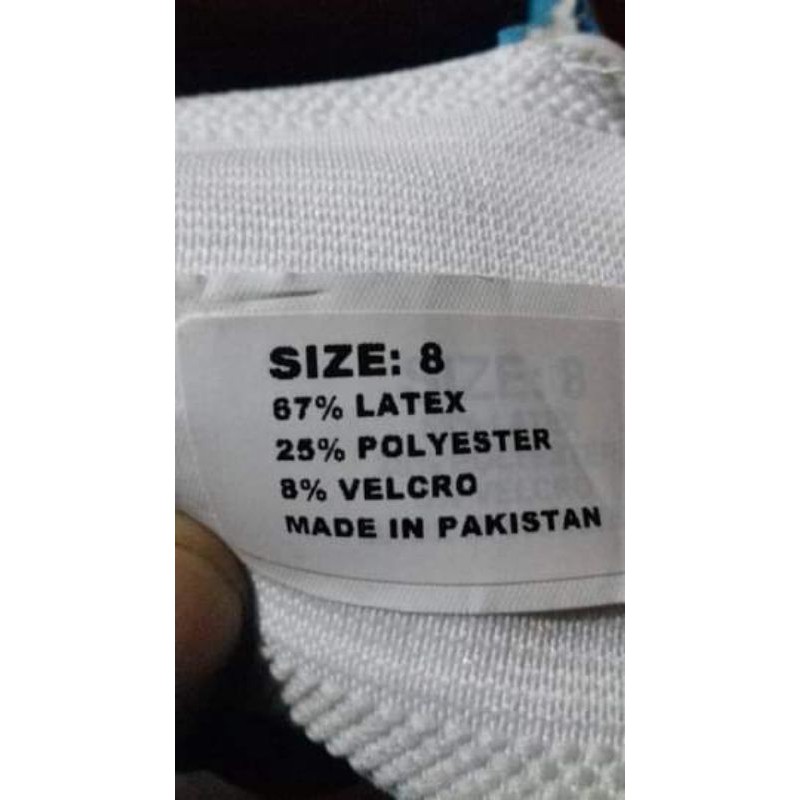 SIZE: 8
67% LATEX
25% POLYESTER
8% VELCRO
MADE IN PAKISTAN